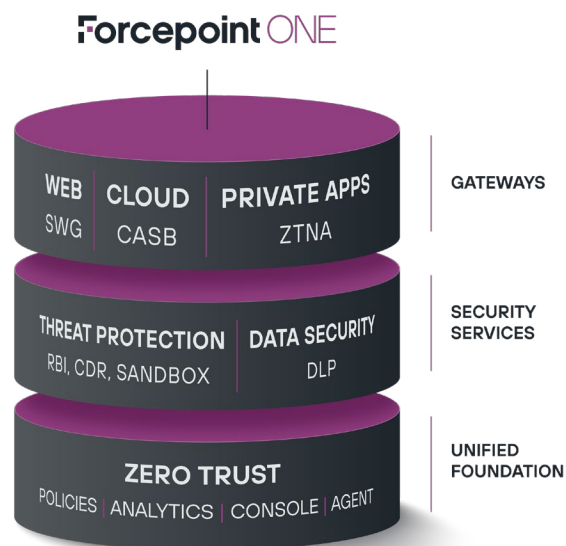 Forcepoint ONE
WEB
SWG
CLOUD
CASB
PRIVATE APPS
ZTNA
GATEWAYS
THREAT PROTECTION
RBI, CDR, SANDBOX
DATA SECURITY
DLP
SECURITY
SERVICES
ZERO TRUST
POLICIES | ANALYTICS | CONSOLE | AGENT
UNIFIED
FOUNDATION